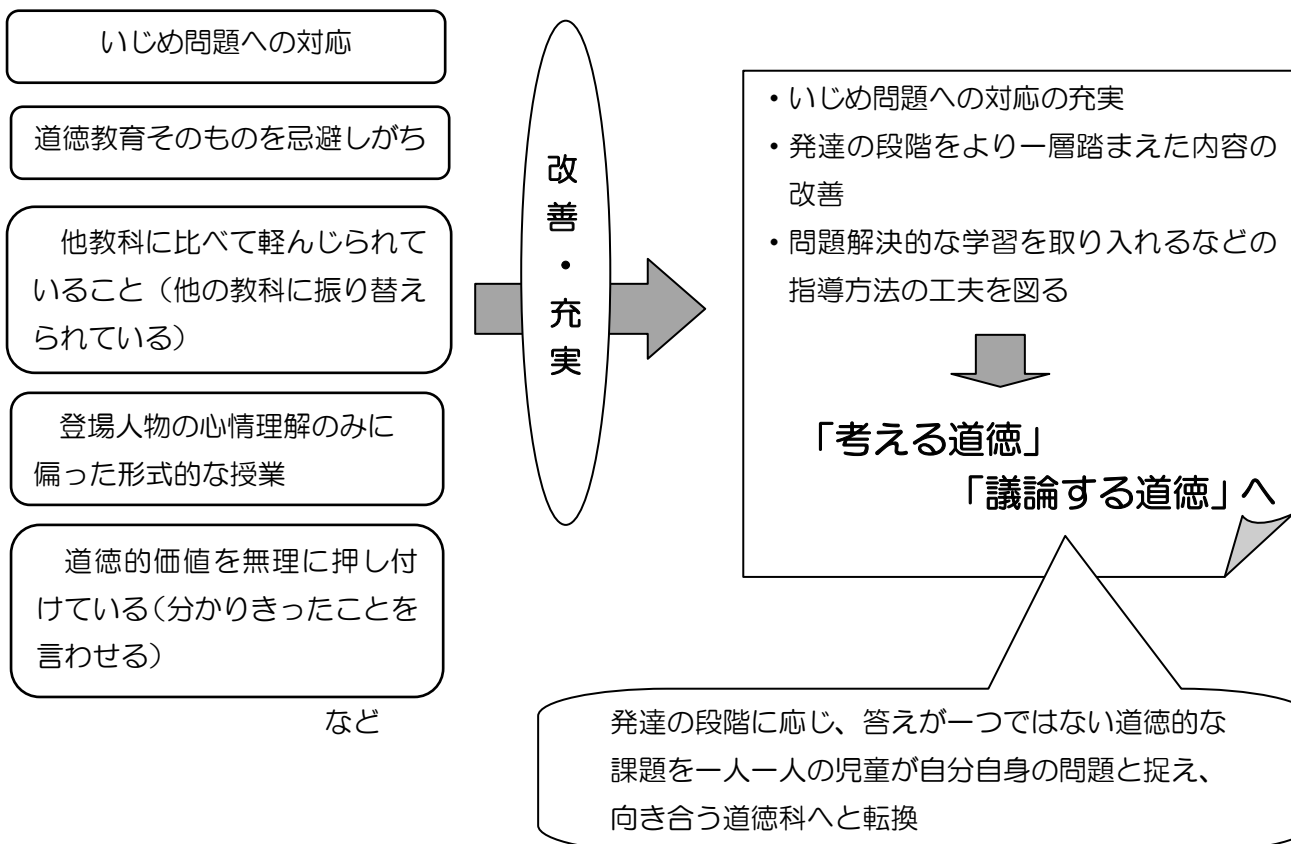 いじめ問題への対応
道徳教育そのものを忌避しがち
他教科に比べて軽んじられて
いること（他の教科に振り替え
られている）
登場人物の心情理解のみに
偏った形式的な授業
道徳的価値を無理に押し付
けている（分かりきったことを
言わせる）
など
改善・充実
・いじめ問題への対応の充実
・発達の段階をより一層踏まえた内容の
改善
・問題解決的な学習を取り入れるなどの
指導方法の工夫を図る
「考える道徳」
「議論する道徳」へ
発達の段階に応じ、答えが一つではない道徳的な
課題を一人一人の児童が自分自身の問題と捉え、
向き合う道徳科へと転換